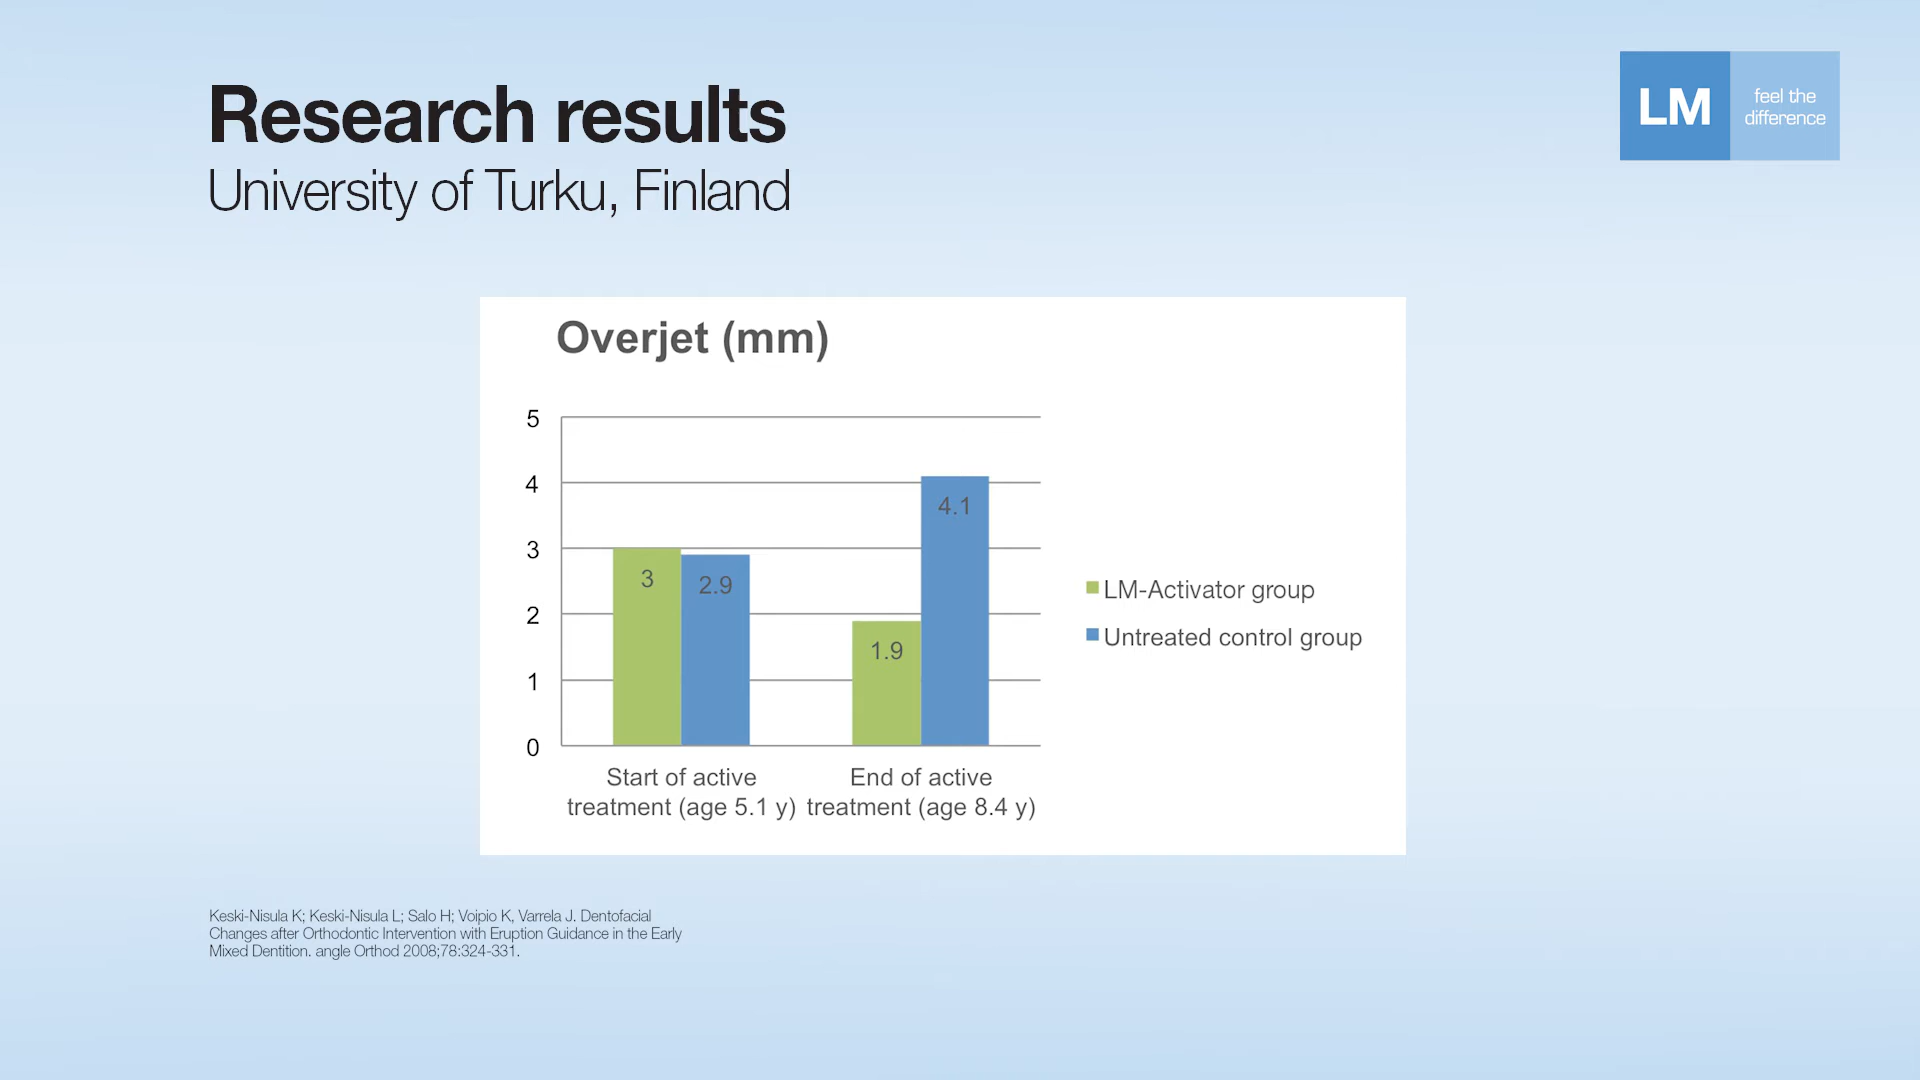 Research results
University of Turku, Finland
LM
feel the
difference
Overjet (mm)
5
4
3
2
1
0
3
2.9
1.9
4.1
Start of active
treatment (age 5.1 y)
End of active
treatment (age 8.4 y)
LM-Activator group
Untreated control group
Keski-Nisula K; Keski-Nisula L; Salo H; Voipio K, Varrela J. Dentofacial
Changes after Orthodontic Intervention with Eruption Guidance in the Early
Mixed Dentition. angle Orthod 2008;78:324-331.